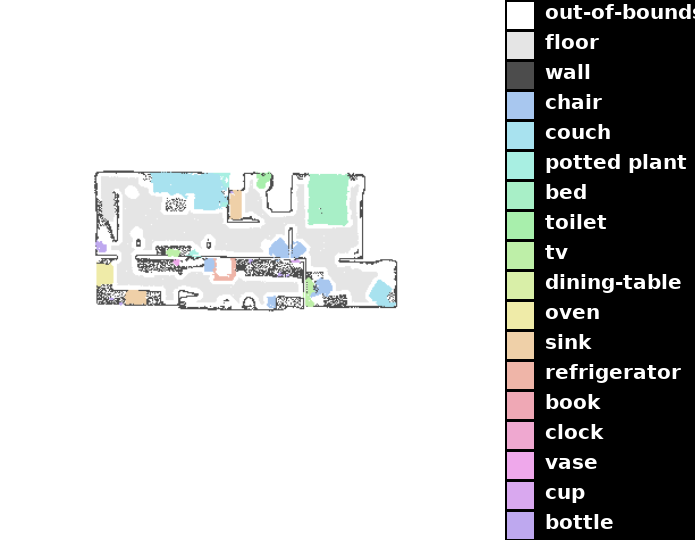 out-of-bounds
floor
wall
chair
couch
potted plant
bed
toilet
tv
dining-table
oven
sink
refrigerator
book
clock
vase
cup
bottle